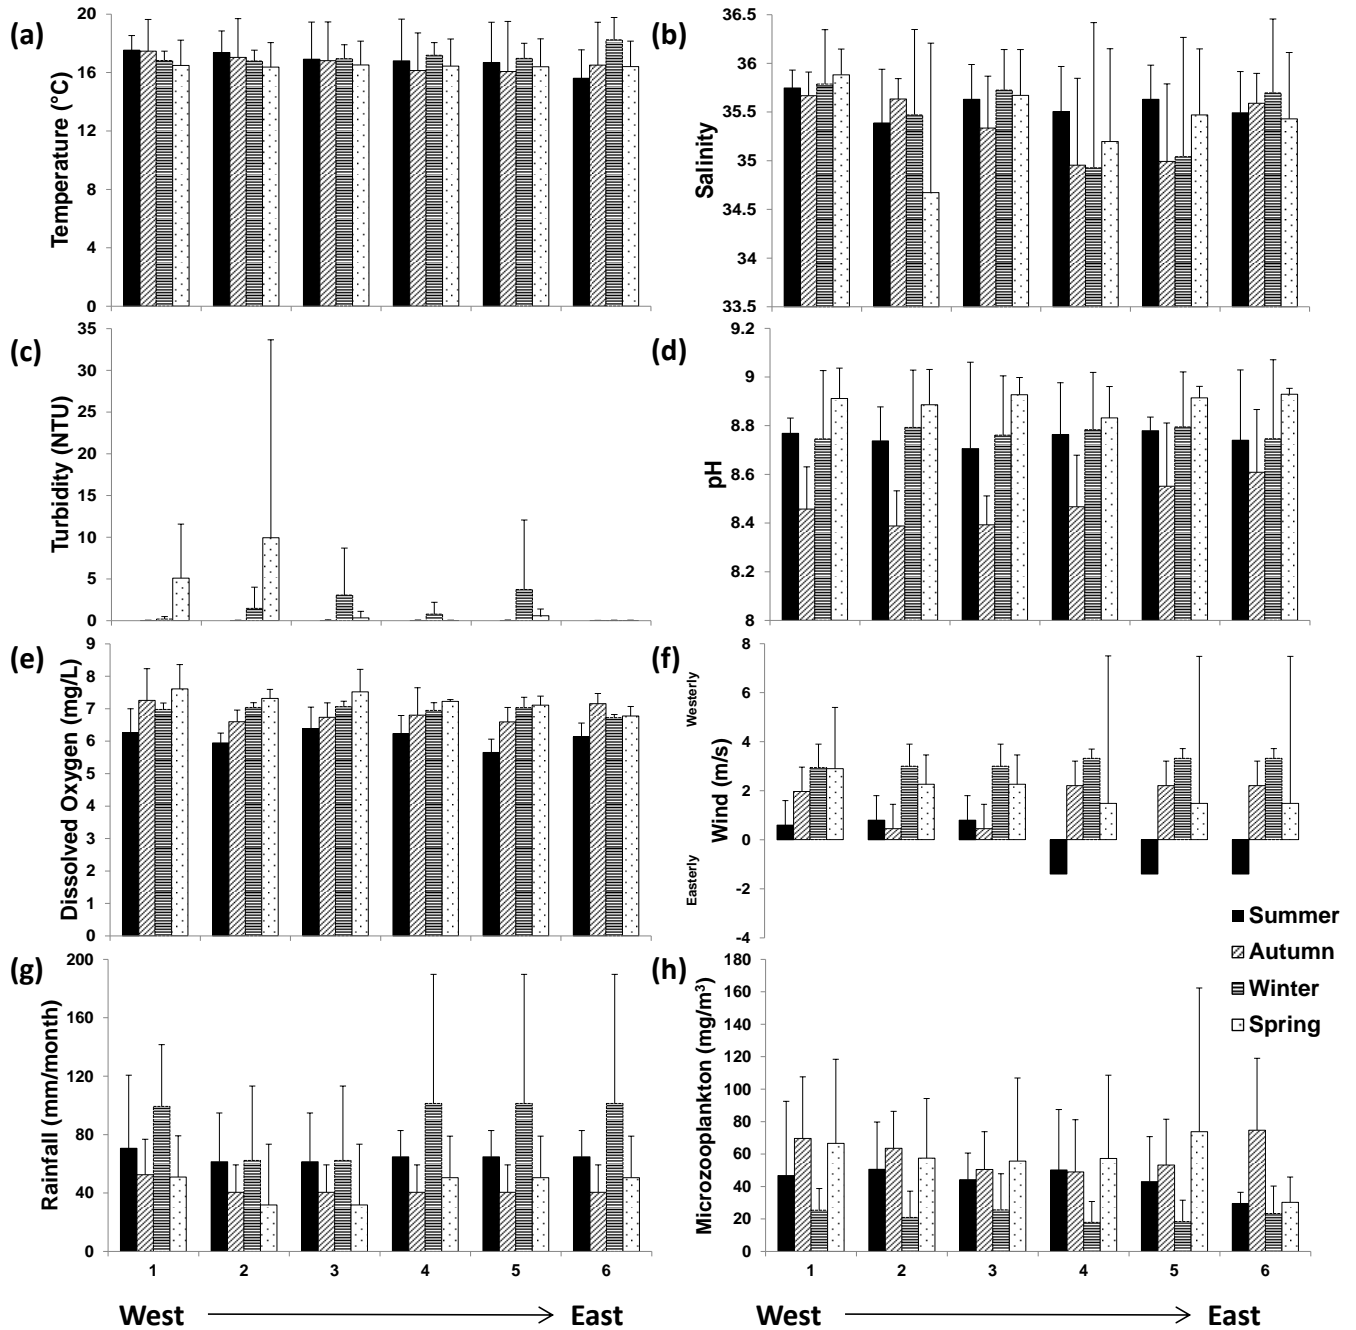 (a)
Temperature (°C)
20
16
12
8
4
0
(b)
Salinity
36.5
36
35.5
35
34.5
34
33.5
(c)
Turbidity (NTU)
35
30
25
20
15
10
5
0
(d)
pH
9.2
9
8.8
8.6
8.4
8.2
8
(e)
Dissolved Oxygen (mg/L)
9
8
7
6
5
4
3
2
1
0
(f)
Wind (m/s)
Westerly
Easterly
8
6
4
2
0
-2
-4
Summer
Autumn
Winter
Spring
(g)
Rainfall (mm/month)
200
160
120
80
40
0
1 2 3 4 5 6
West East
(h)
Microzooplankton (mg/m³)
180
160
140
120
100
80
60
40
20
0
1 2 3 4 5 6
West East